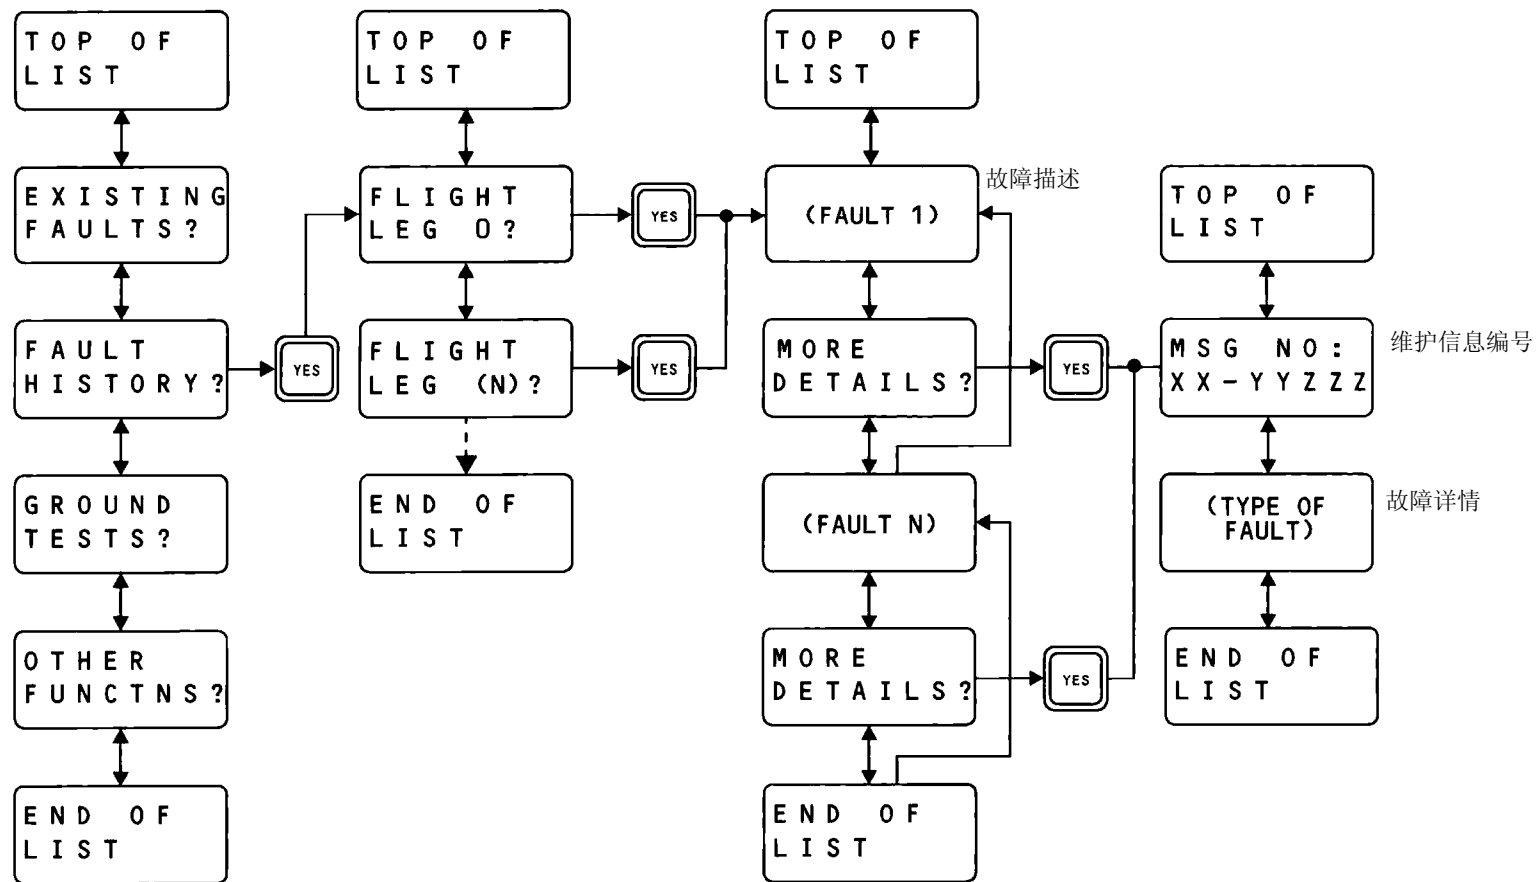 TOP OF
LIST
EXISTING
FAULTS?
FAULT
HISTORY?
YES
GROUND
TESTS?
OTHER
FUNCTNS?
END OF
LIST
TOP OF
LIST
FLIGHT
LEG 0?
YES
FLIGHT
LEG (N)?
YES
END OF
LIST
TOP OF
LIST
故障描述
(FAULT 1)
MORE
DETAILS?
YES
(FAULT N)
MORE
DETAILS?
YES
END OF
LIST
TOP OF
LIST
MSG NO:
XX-YYZZZ
维护信息编号
(TYPE OF
FAULT)
故障详情
END OF
LIST